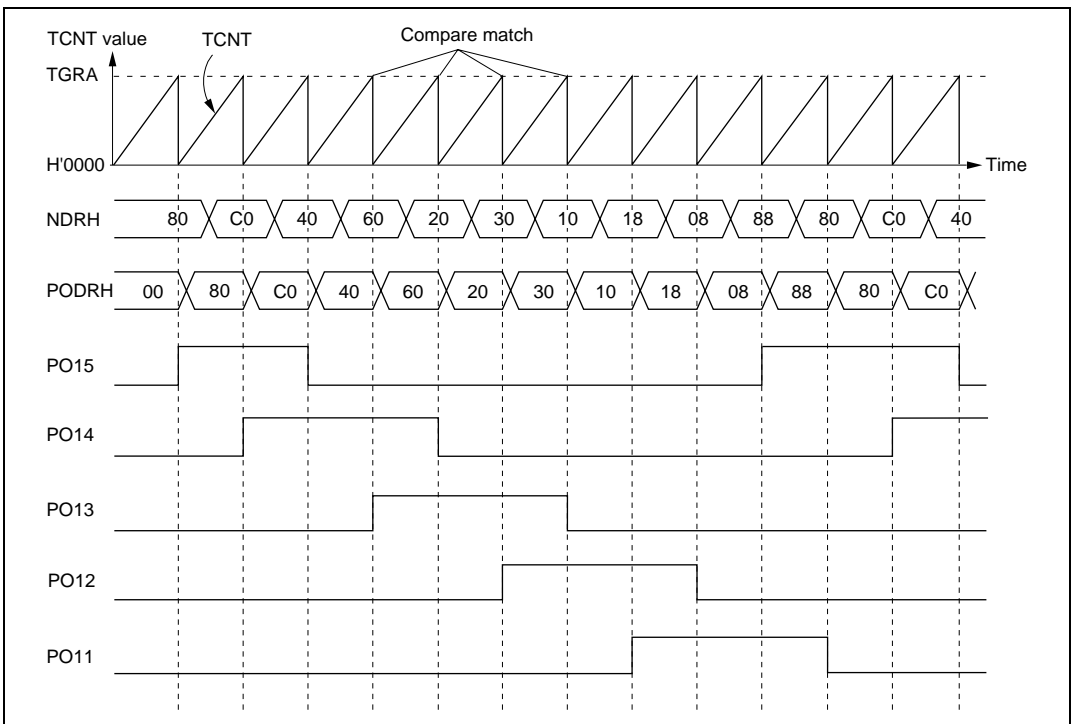 TCNT value TCNT Compare match
TGRA
H'0000 Time
NDRH 80 C0 40 60 20 30 10 18 08 88 80 C0 40
PODRH 00 80 C0 40 60 20 30 10 18 08 88 80 C0
PO15
PO14
PO13
PO12
PO11